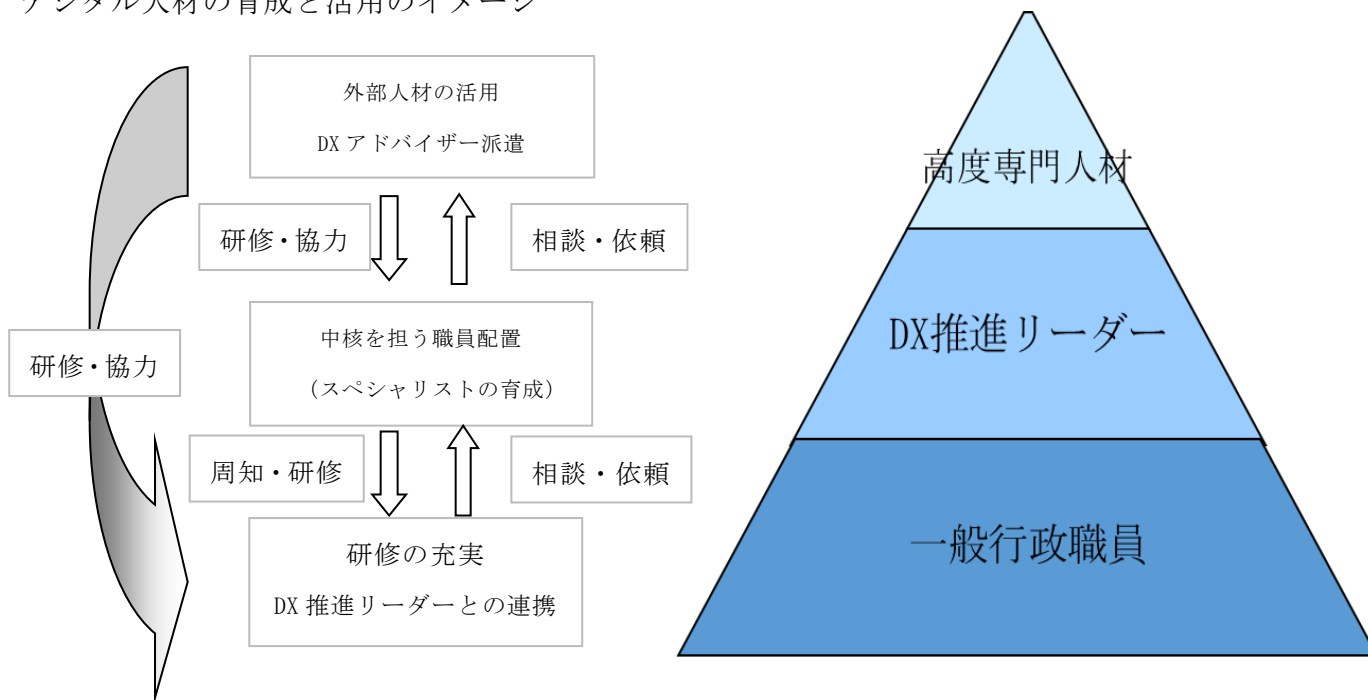 デジタル人材の育成と活用のイメージ
外部人材の活用
DX アドバイザー派遣
研修・協力
相談・依頼
中核を担う職員配置
（スペシャリストの育成）
研修・協力
周知・研修
相談・依頼
研修の充実
DX 推進リーダーとの連携
高度専門人材
DX推進リーダー
一般行政職員